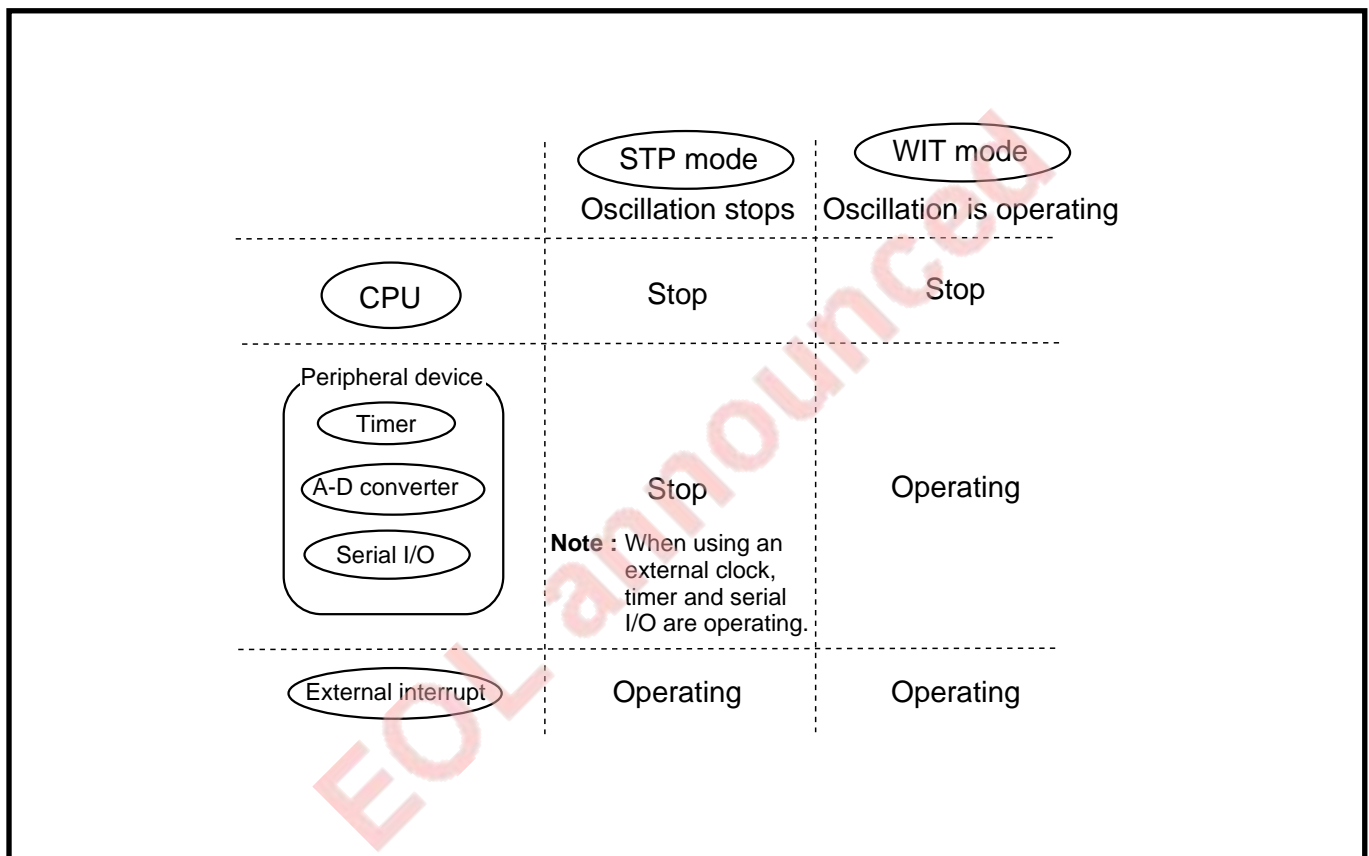 STP mode
WIT mode
Oscillation stops
Oscillation is operating
CPU
Stop
Stop
Peripheral device
Timer
A-D converter
Serial I/O
Stop
Note : When using an
external clock,
timer and serial
I/O are operating.
Operating
External interrupt
Operating
Operating
EOL announced